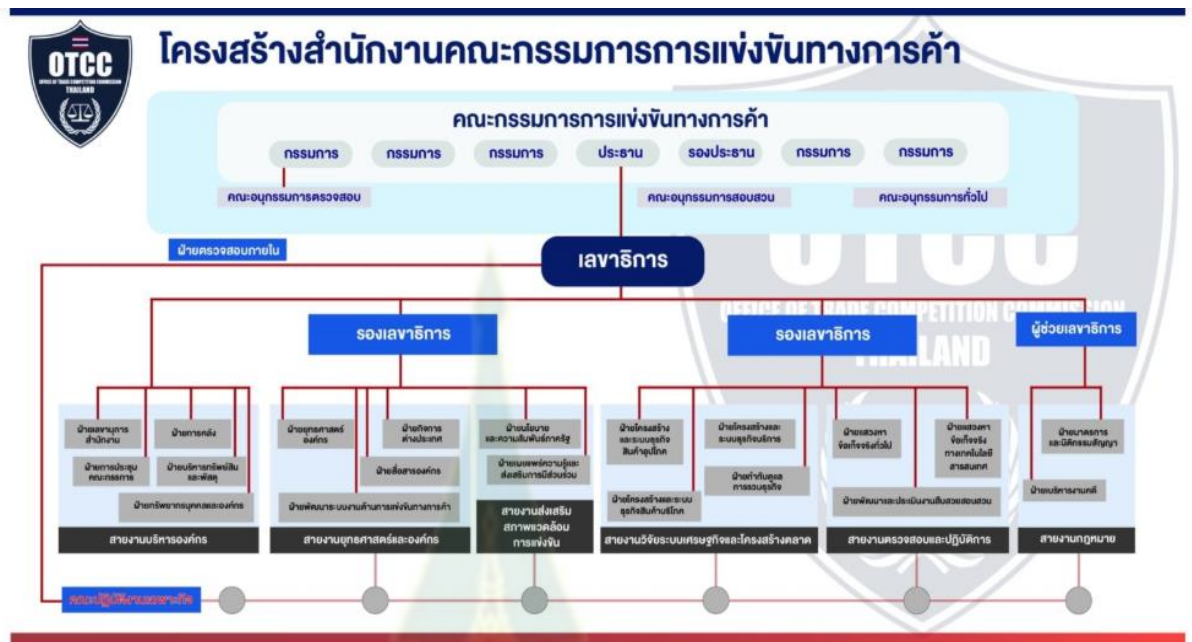 OTCC
OFFICE OF TRADE COMPETITION COMMISSION
THAILAND
โครงสร้างสำนักงานคณะกรรมการการแข่งขันทางการค้า
คณะกรรมการการแข่งขันทางการค้า
กรรมการ
กรรมการ
กรรมการ
ประธาน
รองประธาน
กรรมการ
กรรมการ
คณะอนุกรรมการตรวจสอบ
คณะอนุกรรมการสอบสวน
คณะอนุกรรมการทั่วไป
ฝ่ายตรวจสอบภายใน
เลขาธิการ
OTCC
OFFICE OF TRADE COMPETITION COMMISSION
THAILAND
รองเลขาธิการ
รองเลขาธิการ
ผู้ช่วยเลขาธิการ
ฝ่ายเลขานุการ
สำนักงาน
ฝ่ายการคลัง
ฝ่ายการประชุม
คณะกรรมการ
ฝ่ายบริหารทรัพย์สิน
และพัสดุ
ฝ่ายทรัพยากรบุคคลและองค์กร
สายงานบริหารองค์กร
ฝ่ายยุทธศาสตร์
องค์กร
ฝ่ายกิจการ
ต่างประเทศ
ฝ่ายสื่อสารองค์กร
ฝ่ายพัฒนาระบบงานด้านการแข่งขันทางการค้า
สายงานยุทธศาสตร์และองค์กร
ฝ่ายนโยบาย
และความสัมพันธ์ภาครัฐ
ฝ่ายเผยแพร่ความรู้และ
ส่งเสริมการมีส่วนร่วม
สายงานส่งเสริม
สภาพแวดล้อม
การแข่งขัน
ฝ่ายโครงสร้าง
และระบบธุรกิจ
สินค้าอุปโภค
ฝ่ายโครงสร้างและ
ระบบธุรกิจบริการ
ฝ่ายกำกับดูแล
การรวมธุรกิจ
ฝ่ายโครงสร้างและระบบ
ธุรกิจสินค้าบริโภค
สายงานวิจัยระบบเศรษฐกิจและโครงสร้างตลาด
ฝ่ายแสวงหา
ข้อเท็จจริงทั่วไป
ฝ่ายแสวงหา
ข้อเท็จจริง
ทางเทคโนโลยี
สารสนเทศ
ฝ่ายพัฒนาและประเมินงานสืบสวนสอบสวน
สายงานตรวจสอบและปฏิบัติการ
ฝ่ายมาตรการ
และนิติกรรมสัญญา
ฝ่ายบริหารงานคดี
สายงานกฎหมาย
คณะปฏิบัติงานเฉพาะกิจ